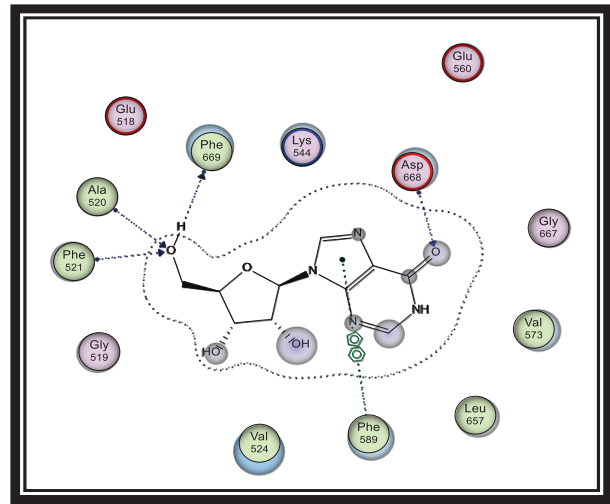 Glu
560
Glu
518
Phe
669
Lys
544
Asp
668
Ala
520
H
Gly
667
N
O
O
Phe
521
O
N
NH
Val
573
N
HO
OH
Gly
519
Leu
657
Phe
589
Val
524